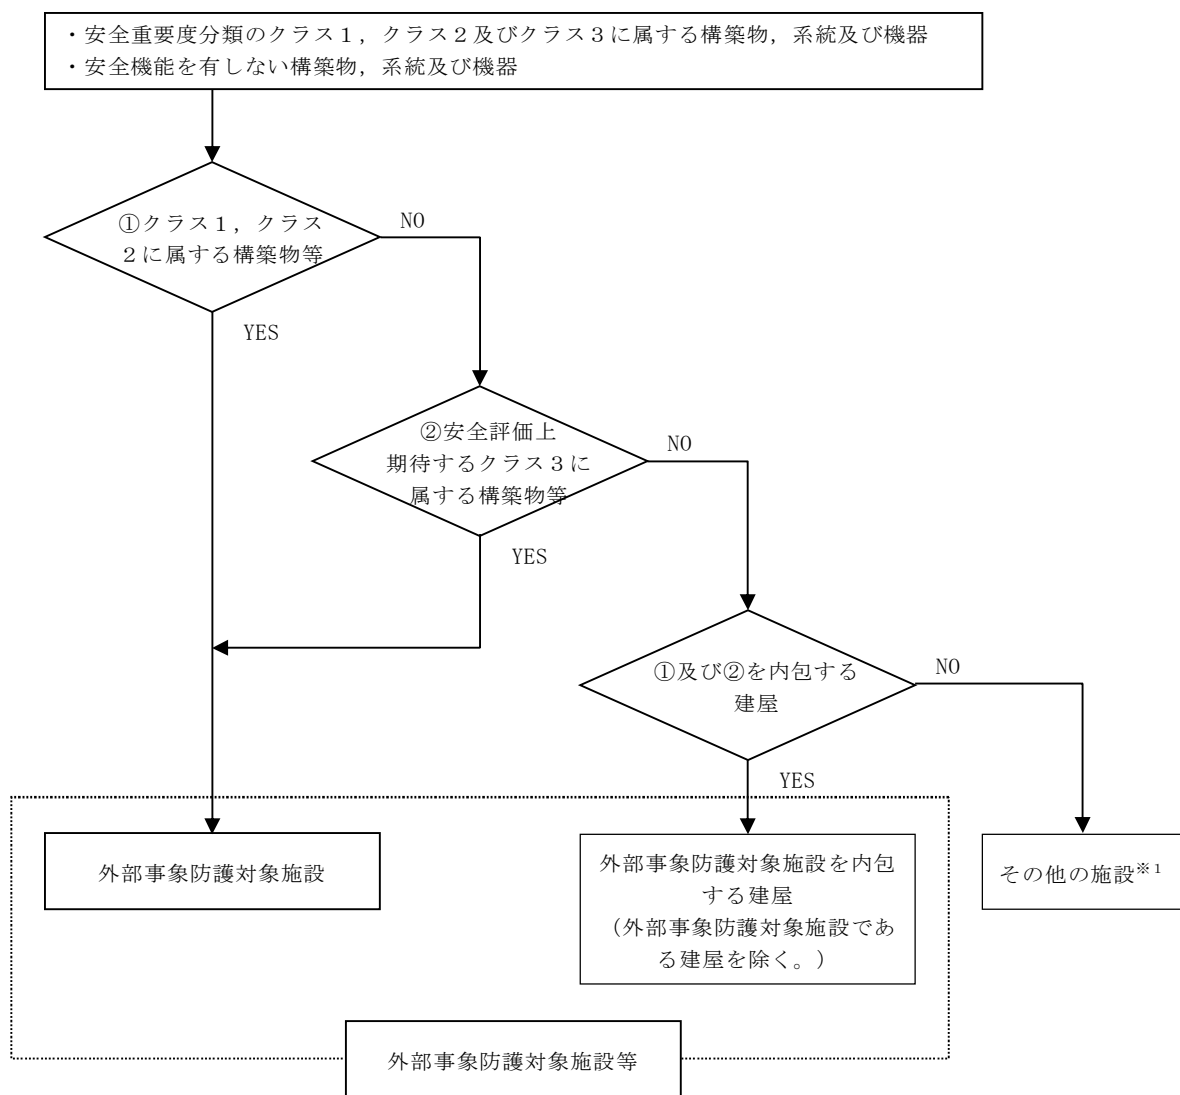 ・安全重要度分類のクラス１，クラス２及びクラス３に属する構築物，系統及び機器
・安全機能を有しない構築物，系統及び機器
①クラス１，クラス
２に属する構築物等
NO
YES
②安全評価上
期待するクラス３に
属する構築物等
NO
YES
①及び②を内包する
建屋
NO
YES
外部事象防護対象施設
外部事象防護対象施設を内包
する建屋
（外部事象防護対象施設であ
る建屋を除く。）
その他の施設※１
外部事象防護対象施設等